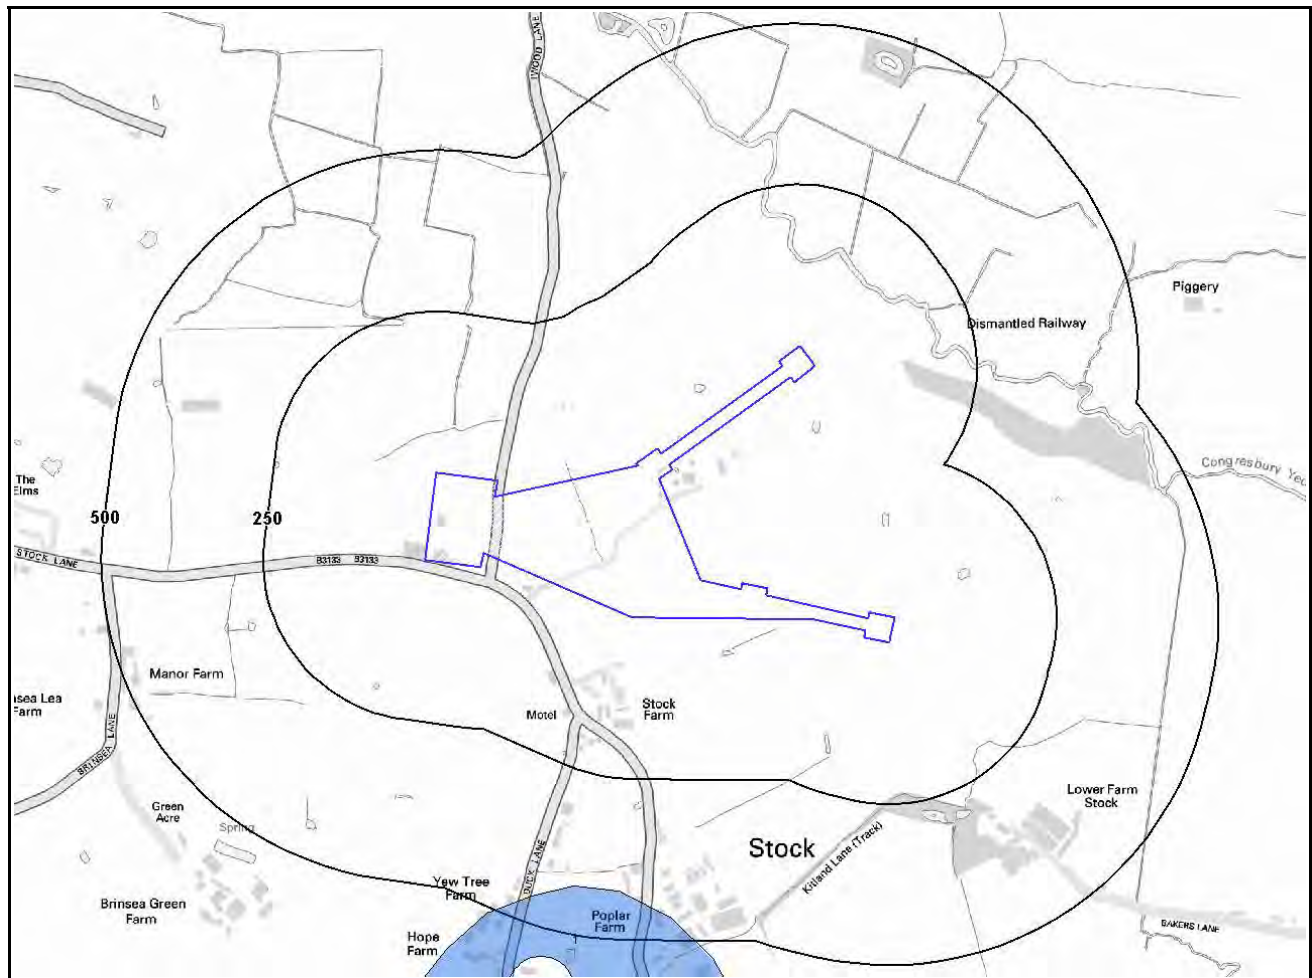 IWOOD LANE
Piggery
Dismantled Railway
The
Elms
Congresbury Yeo
500
250
STOCK LANE
B3133 B3133
Manor Farm
nsea Lea
Farm
Motel
Stock
Farm
BRINSEA LANE
Green
Acre
Spring
Lower Farm
Stock
Stock
Kitland Lane (Track)
DUCK LANE
Yew Tree
Farm
Brinsea Green
Farm
Poplar
Farm
Hope
Farm
1
BAKERS LANE